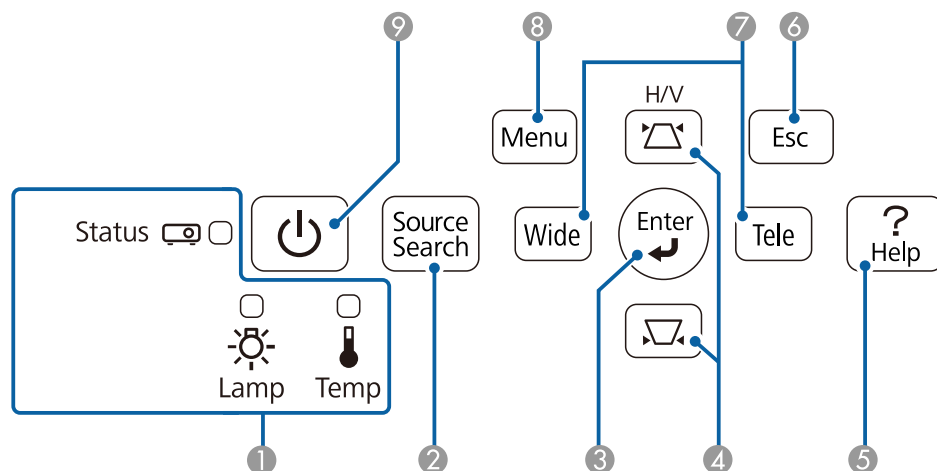 9
8
7
6
H/V
Menu
Esc
Status
Source
Search
Wide
Enter
Tele
?
Help
Lamp
Temp
1
2
3
4
5